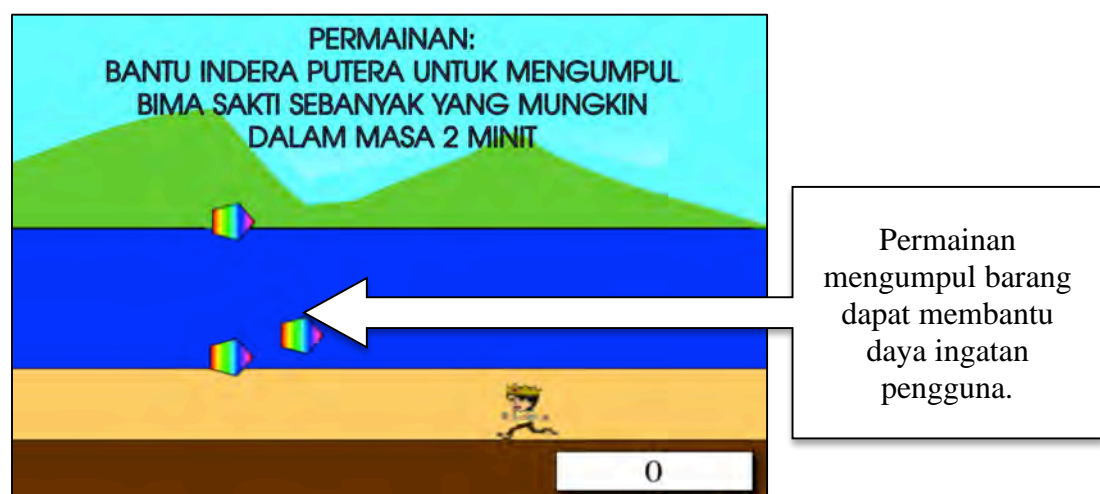 PERMAINAN:
BANTU INDERA PUTERA UNTUK MENGUMPUL
BIMA SAKTI SEBANYAK YANG MUNGKIN
DALAM MASA 2 MINIT
Permainan
mengumpul barang
dapat membantu
daya ingatan
pengguna.
0